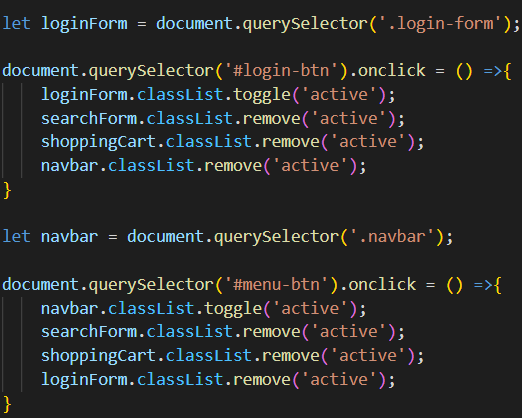 let loginForm = document.querySelector('.login-form');
document.querySelector('#login-btn').onclick = () =>{
loginForm.classList.toggle('active');
searchForm.classList.remove('active');
shoppingCart.classList.remove('active');
navbar.classList.remove('active');
}
let navbar = document.querySelector('.navbar');
document.querySelector('#menu-btn').onclick = () =>{
navbar.classList.toggle('active');
searchForm.classList.remove('active');
shoppingCart.classList.remove('active');
loginForm.classList.remove('active');
}